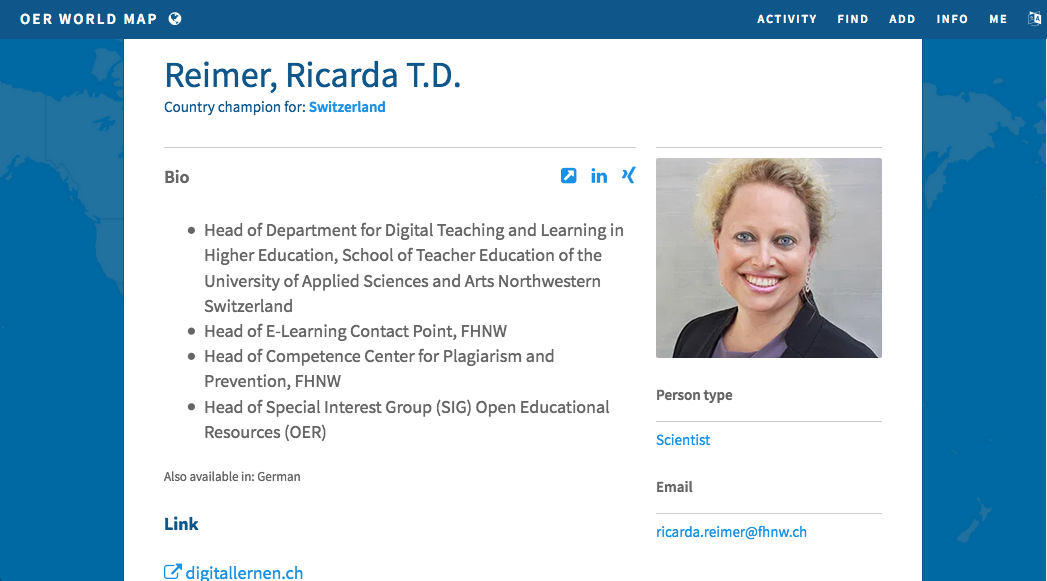 OER WORLD MAP
ACTIVITY FIND ADD INFO ME
Reimer, Ricarda T.D.
Country champion for: Switzerland
Bio
Head of Department for Digital Teaching and Learning in
Higher Education, School of Teacher Education of the
University of Applied Sciences and Arts Northwestern
Switzerland
Head of E-Learning Contact Point, FHNW
Head of Competence Center for Plagiarism and
Prevention, FHNW
Head of Special Interest Group (SIG) Open Educational
Resources (OER)
Also available in: German
Link
digitallernen.ch
Person type
Scientist
Email
ricarda.reimer@fhnw.ch